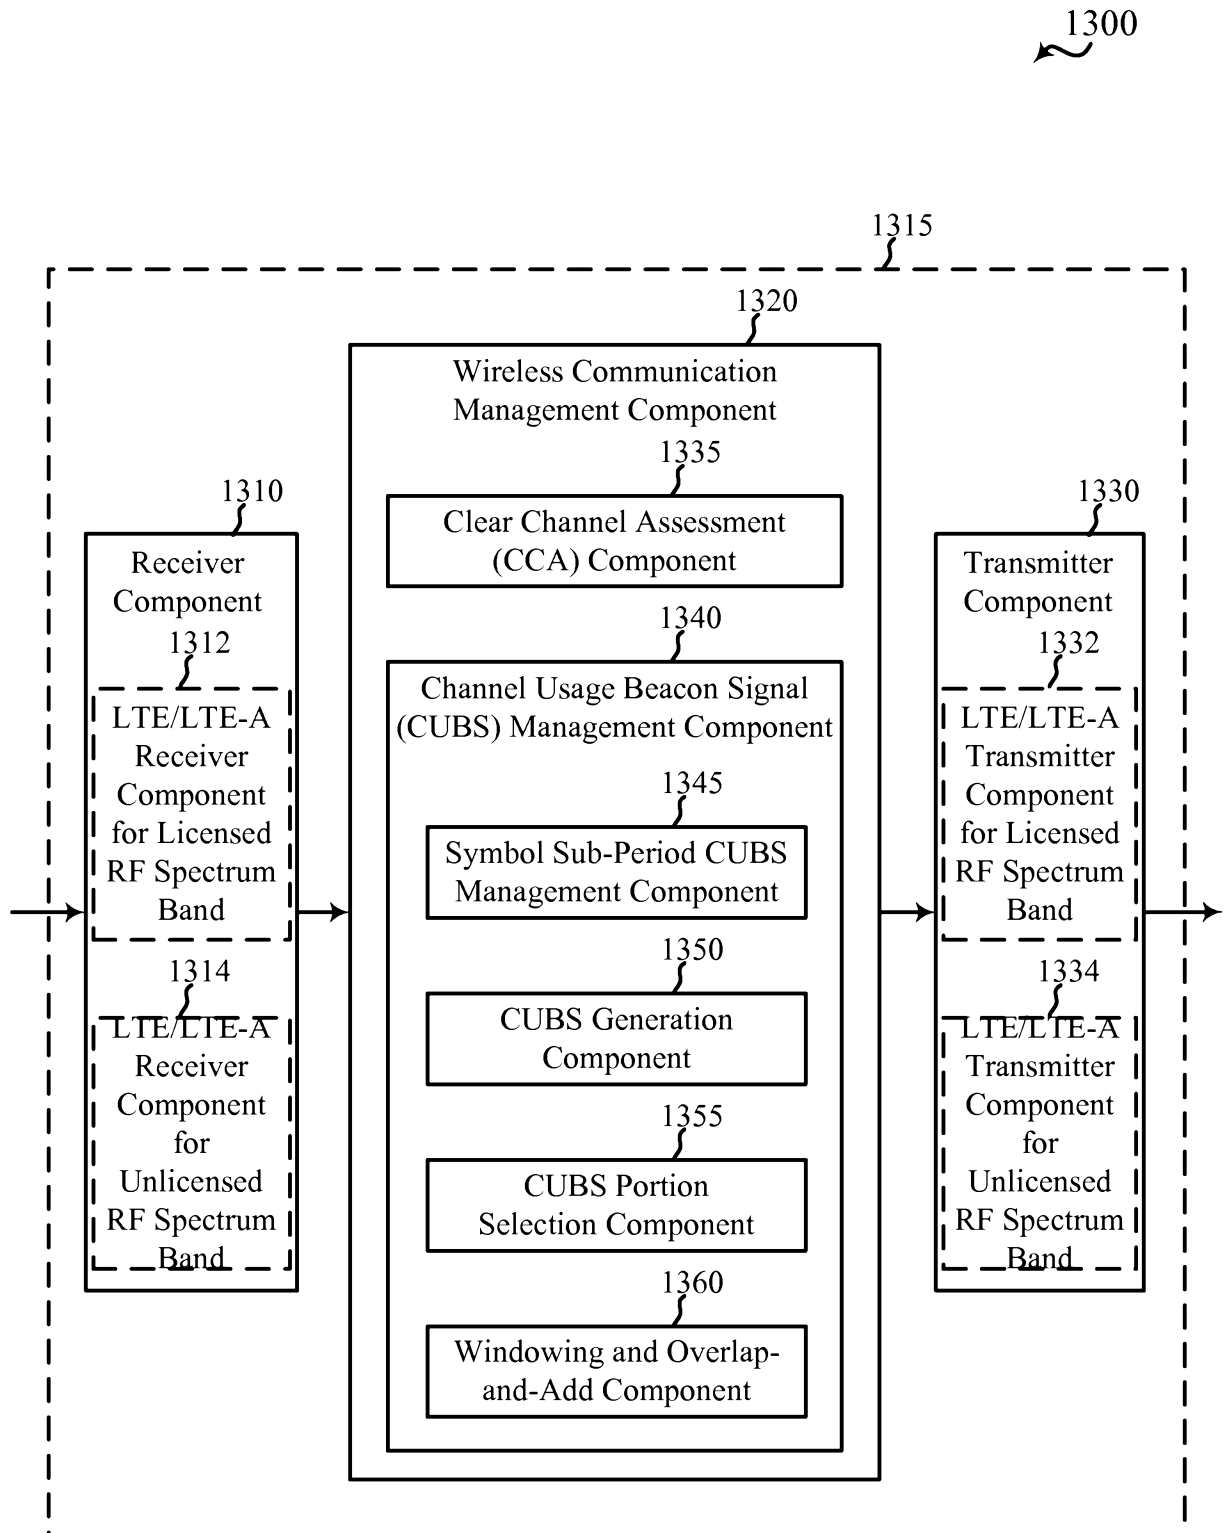 1300
1315
1320
Wireless Communication
Management Component
1335
Clear Channel Assessment
(CCA) Component
1310
Receiver
Component
1312
LTE/LTE-A
Receiver
Component
for Licensed
RF Spectrum
Band
1314
LTE/LTE-A
Receiver
Component
for
Unlicensed
RF Spectrum
Band
1340
Channel Usage Beacon Signal
(CUBS) Management Component
1345
Symbol Sub-Period CUBS
Management Component
1350
CUBS Generation
Component
1355
CUBS Portion
Selection Component
1360
Windowing and Overlap-
and-Add Component
1330
Transmitter
Component
1332
LTE/LTE-A
Transmitter
Component
for Licensed
RF Spectrum
Band
1334
LTE/LTE-A
Transmitter
Component
for
Unlicensed
RF Spectrum
Band